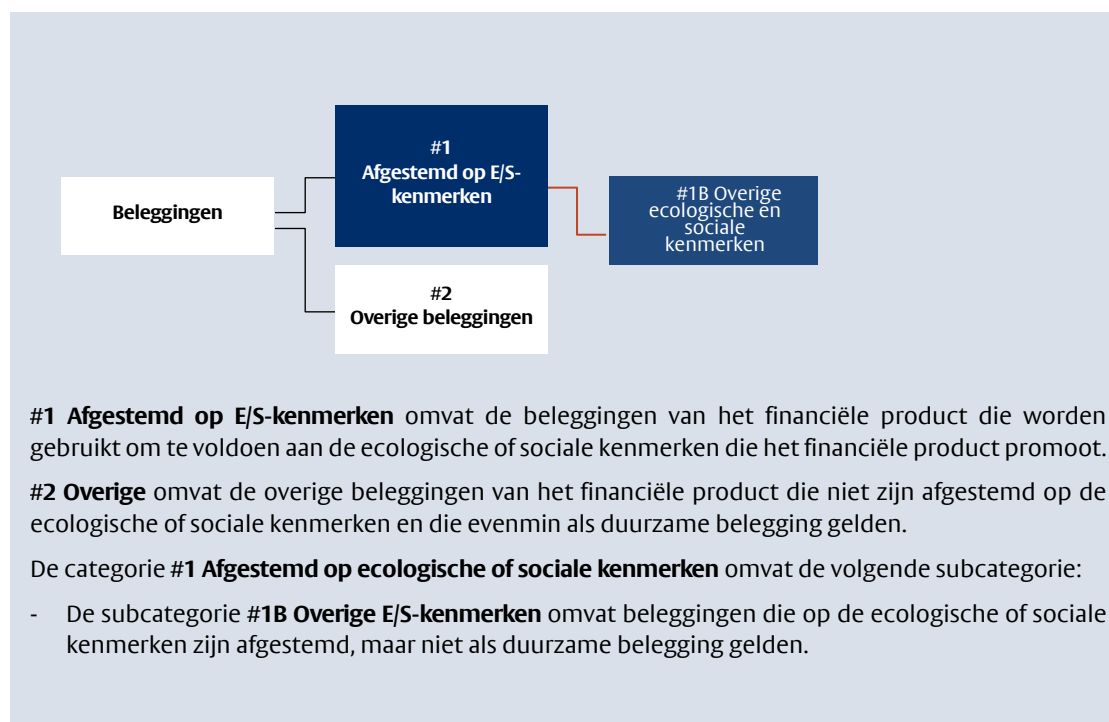 #1
Afgestemd op E/S-
kenmerken
Beleggingen
#1B Overige
ecologische en
sociale
kenmerken
#2
Overige beleggingen
#1 Afgestemd op E/S-kenmerken omvat de beleggingen van het financiële product die worden
gebruikt om te voldoen aan de ecologische of sociale kenmerken die het financiële product promoot.
#2 Overige omvat de overige beleggingen van het financiële product die niet zijn afgestemd op de
ecologische of sociale kenmerken en die evenmin als duurzame belegging gelden.
De categorie #1 Afgestemd op ecologische of sociale kenmerken omvat de volgende subcategorie:
- De subcategorie #1B Overige E/S-kenmerken omvat beleggingen die op de ecologische of sociale
kenmerken zijn afgestemd, maar niet als duurzame belegging gelden.